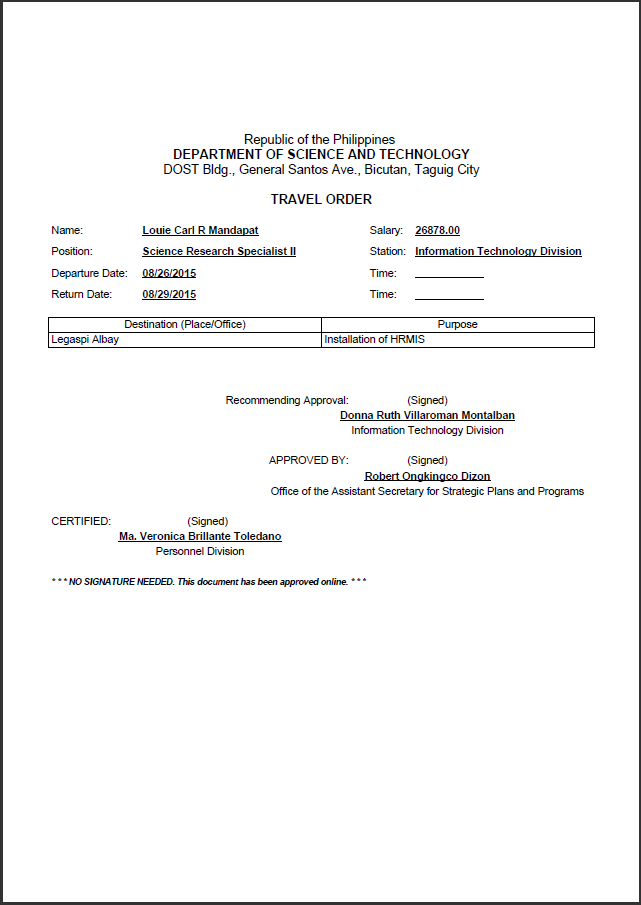 Republic of the Philippines
DEPARTMENT OF SCIENCE AND TECHNOLOGY
DOST Bldg., General Santos Ave., Bicutan, Taguig City
TRAVEL ORDER
Name: Louie Carl R Mandapat Salary: 26878.00
Position: Science Research Specialist II Station: Information Technology Division
Departure Date: 08/26/2015 Time: ____________
Return Date: 08/29/2015 Time: ____________
Destination (Place/Office) Purpose
Legaspi Albay Installation of HRMIS
Recommending Approval: (Signed)
Donna Ruth Villaroman Montalban
Information Technology Division
APPROVED BY: (Signed)
Robert Ongkingco Dizon
Office of the Assistant Secretary for Strategic Plans and Programs
CERTIFIED: (Signed)
Ma. Veronica Brillante Toledano
Personnel Division
* * * NO SIGNATURE NEEDED. This document has been approved online. * * *